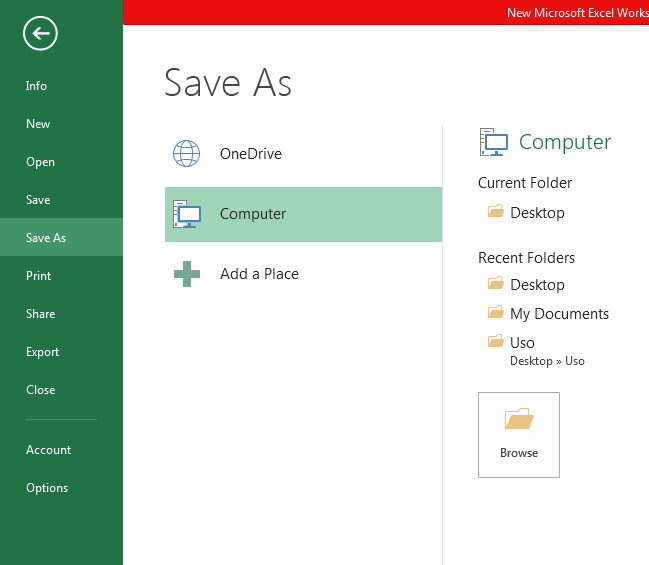 New Microsoft Excel Works
Info
New
Open
Save
Save As
Print
Share
Export
Close
Account
Options
Save As
OneDrive
Computer
Add a Place
Computer
Current Folder
Desktop
Recent Folders
Desktop
My Documents
Uso
Desktop » Uso
Browse